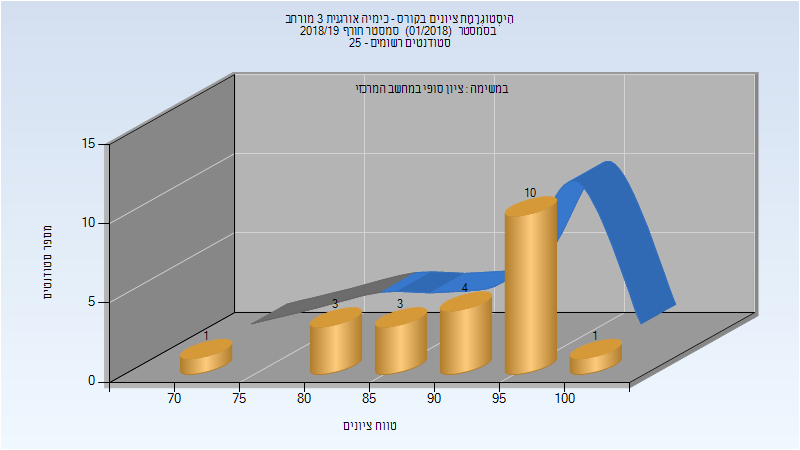 היסטוגרמת ציונים בקורס - כימיה אורגנית 3 מורחב
בסמסטר (01/2018) סמסטר חורף 2018/19
סטודנטים רשומים - 25
במשימה : ציון סופי במחשב המרכזי
מספר סטודנטים
15
10
5
0
1
3
3
4
10
1
70
75
80
85
90
95
100
טווח ציונים